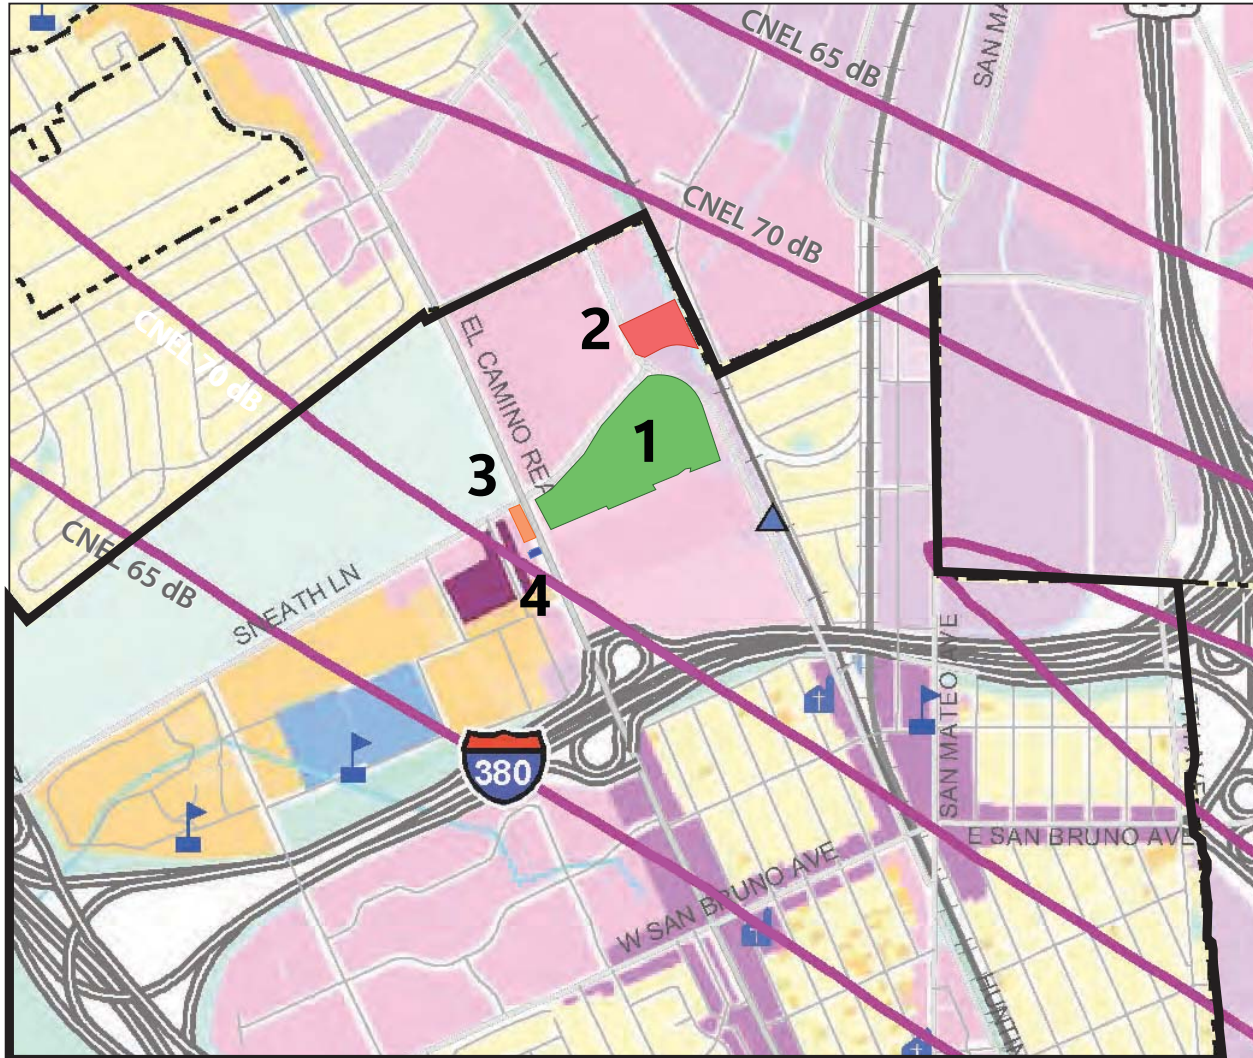 CNEL 65 dB
SAN MA
CNEL 70 dB
2
CNEL 70 dB
EL CAMINO REA
1
3
CNEL 65 dB
4
SNEATH LN
SAN MATEO AVE
380
E SAN BRUNO AVE
W SAN BRUNO AVE
HUNTIN